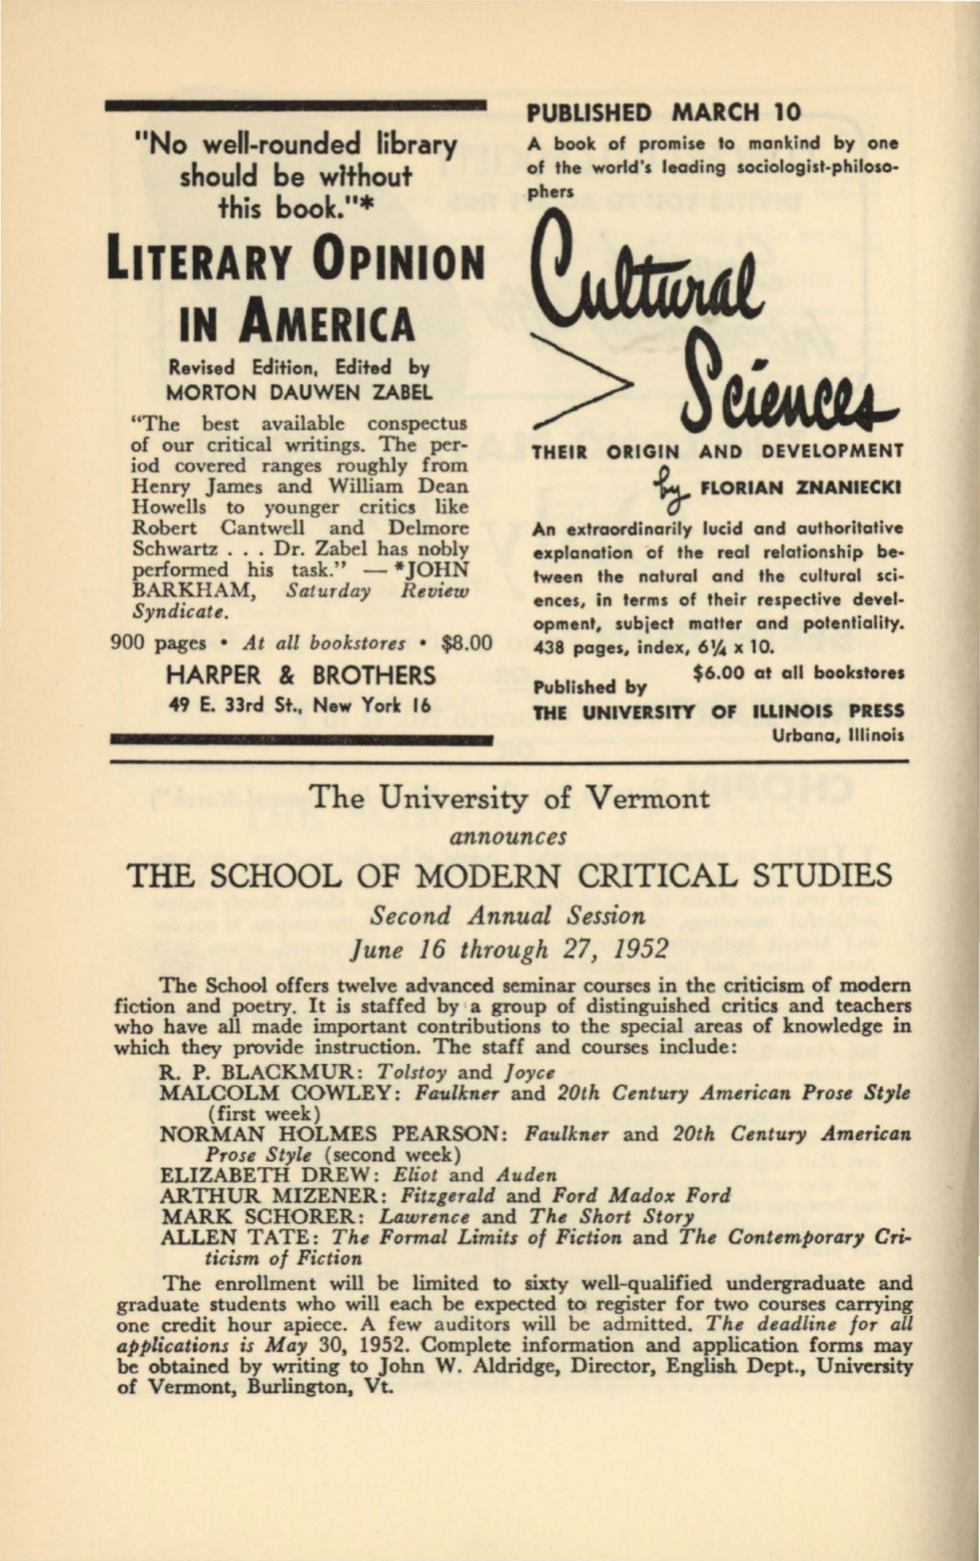 "No well-rounded library
should be without
this book."*
LITERARY OPINION
IN AMERICA
Revised Edition, Edited by
MORTON DAUWEN ZABEL
"The best available conspectus
of our critical writings. The per-
iod covered ranges roughly from
Henry James and William Dean
Howells to younger critics like
Robert Cantwell and Delmore
Schwartz . . . Dr. Zabel has nobly
performed his task." — *JOHN
BARKHAM, Saturday Review
Syndicate.
900 pages • At all bookstores • $8.00
HARPER & BROTHERS
49 E. 33rd St., New York 16
PUBLISHED MARCH 10
A book of promise to mankind by one
of the world's leading sociologist-philoso-
phers
Cultural
Sciences
THEIR ORIGIN AND DEVELOPMENT
by FLORIAN ZNANIECKI
An extraordinarily lucid and authoritative
explanation of the real relationship be-
tween the natural and the cultural sci-
ences, in terms of their respective devel-
opment, subject matter and potentiality.
438 pages, index, 6¼ x 10.
$6.00 at all bookstores
Published by
THE UNIVERSITY OF ILLINOIS PRESS
Urbana, Illinois
The University of Vermont
announces
THE SCHOOL OF MODERN CRITICAL STUDIES
Second Annual Session
June 16 through 27, 1952
The School offers twelve advanced seminar courses in the criticism of modern
fiction and poetry. It is staffed by a group of distinguished critics and teachers
who have all made important contributions to the special areas of knowledge in
which they provide instruction. The staff and courses include:
R. P. BLACKMUR: Tolstoy and Joyce
MALCOLM COWLEY: Faulkner and 20th Century American Prose Style
(first week)
NORMAN HOLMES PEARSON: Faulkner and 20th Century American
Prose Style (second week)
ELIZABETH DREW: Eliot and Auden
ARTHUR MIZENER: Fitzgerald and Ford Madox Ford
MARK SCHORER: Lawrence and The Short Story
ALLEN TATE: The Formal Limits of Fiction and The Contemporary Cri-
ticism of Fiction
The enrollment will be limited to sixty well-qualified undergraduate and
graduate students who will each be expected to register for two courses carrying
one credit hour apiece. A few auditors will be admitted. The deadline for all
applications is May 30, 1952. Complete information and application forms may
be obtained by writing to John W. Aldridge, Director, English Dept., University
of Vermont, Burlington, Vt.